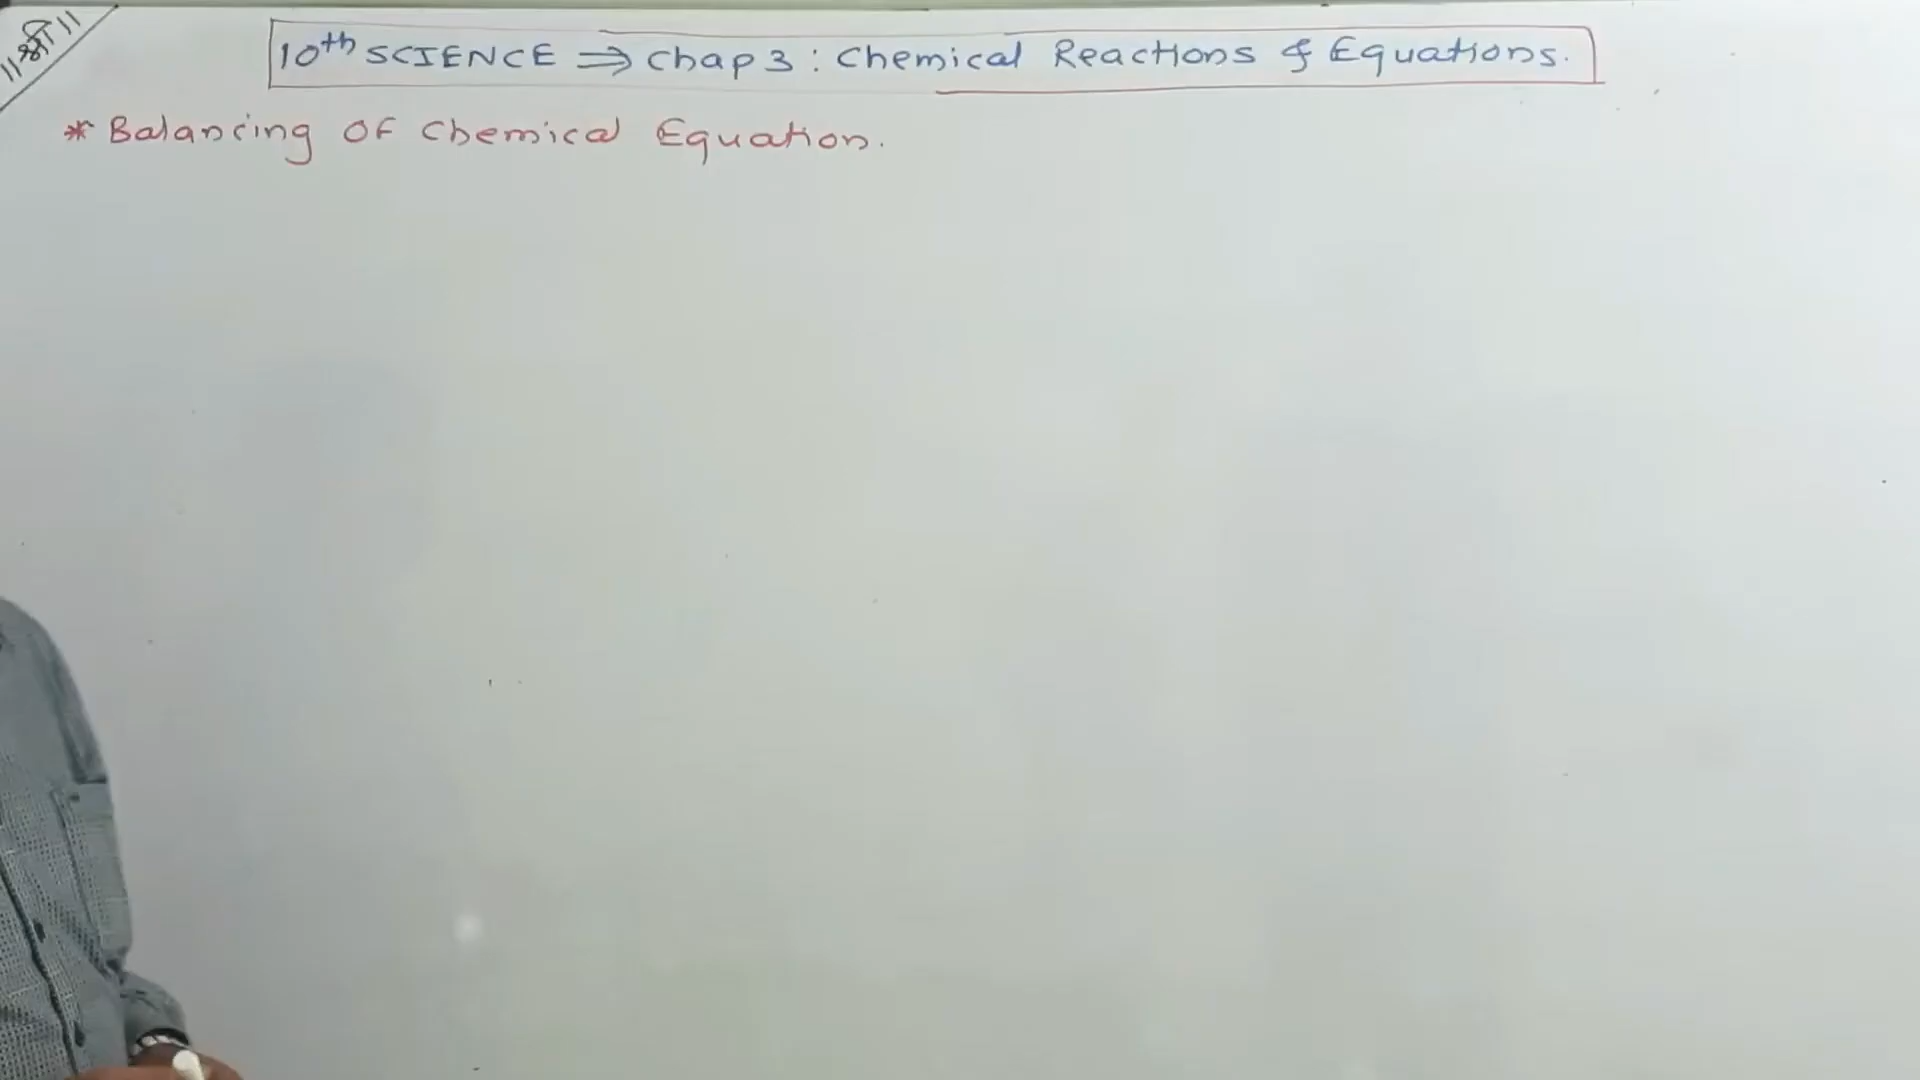 ॥श्री॥
10th SCIENCE ⇒ Chap 3 : Chemical Reactions & Equations.
* Balancing OF Chemical Equation.